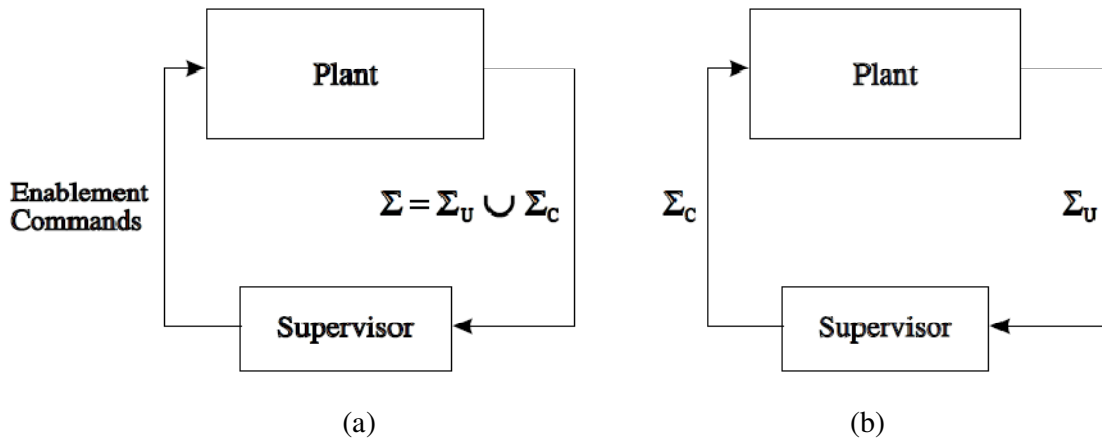 Plant
Enablement
Commands
Σ = Σ_U ∪ Σ_C
Supervisor
(a)
Plant
Σ_C
Σ_U
Supervisor
(b)